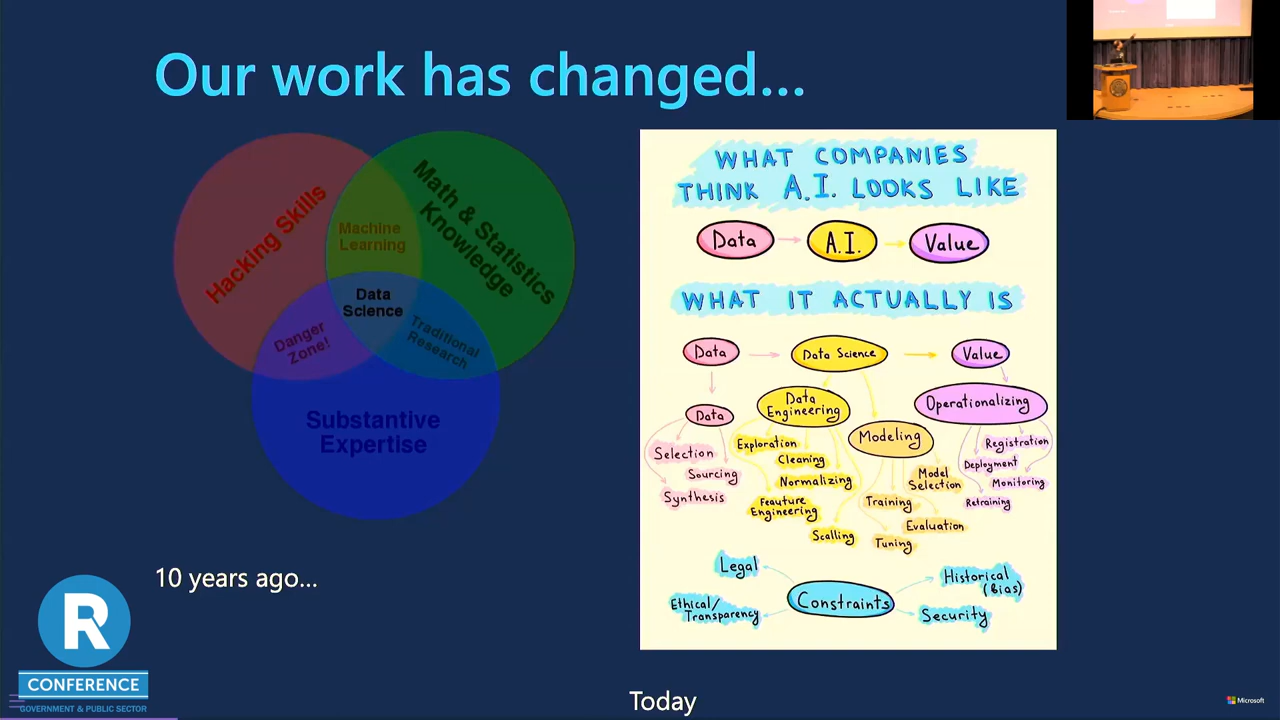 Our work has changed...
Hacking Skills
Math & Statistics
Knowledge
Machine
Learning
Data
Science
Danger
Zone!
Traditional
Research
Substantive
Expertise
10 years ago...
WHAT COMPANIES
THINK A.I. LOOKS LIKE
Data
A.I.
Value
WHAT IT ACTUALLY IS
Data
Data Science
Value
Data
Data
Engineering
Modeling
Operationalizing
Selection
Sourcing
Synthesis
Exploration
Cleaning
Normalizing
Feauture
Engineering
Scalling
Model
Selection
Training
Evaluation
Tuning
Registration
Deployment
Monitoring
Retraining
Legal
Ethical/
Transparency
Constraints
Historical
(Bias)
Security
Today
R
CONFERENCE
GOVERNMENT & PUBLIC SECTOR
Microsoft